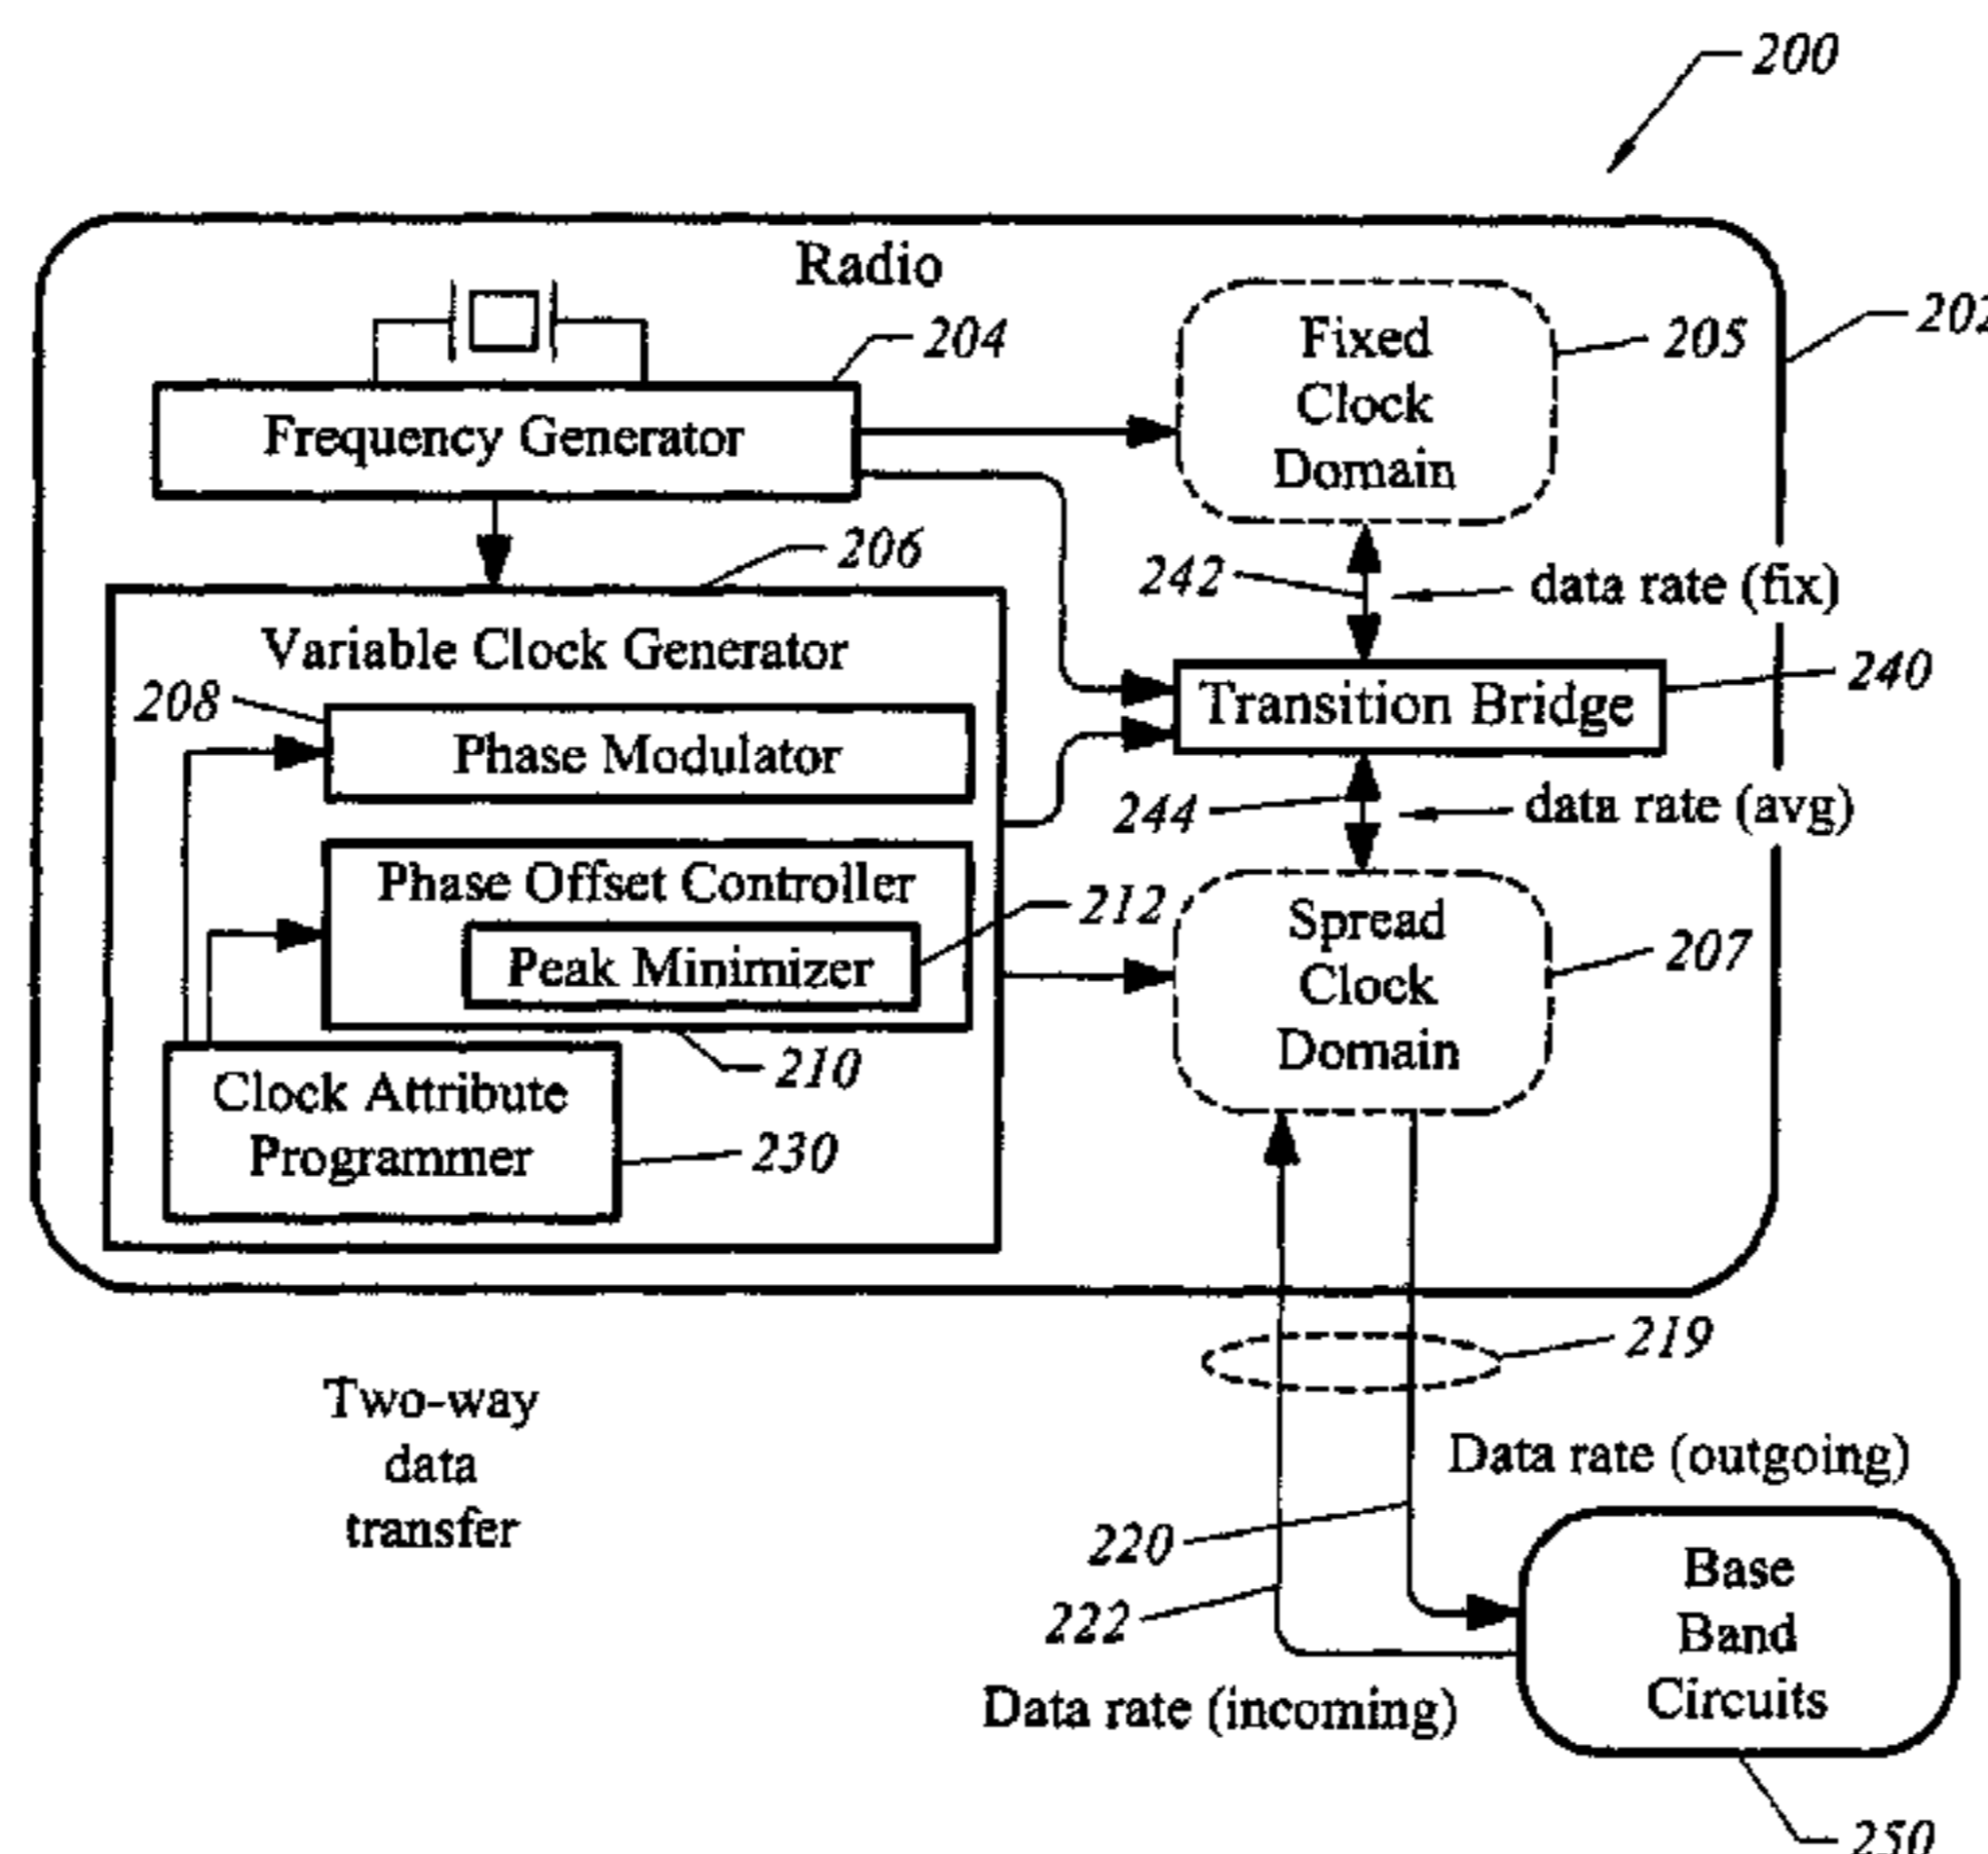 200
Radio
202
204
Frequency Generator
Fixed
Clock
Domain
205
206
242
data rate (fix)
Variable Clock Generator
208
Phase Modulator
Transition Bridge
240
244
data rate (avg)
Phase Offset Controller
212
Peak Minimizer
Spread
Clock
Domain
207
210
Clock Attribute
Programmer
230
219
Two-way
data
transfer
Data rate (outgoing)
220
222
Data rate (incoming)
Base
Band
Circuits
250